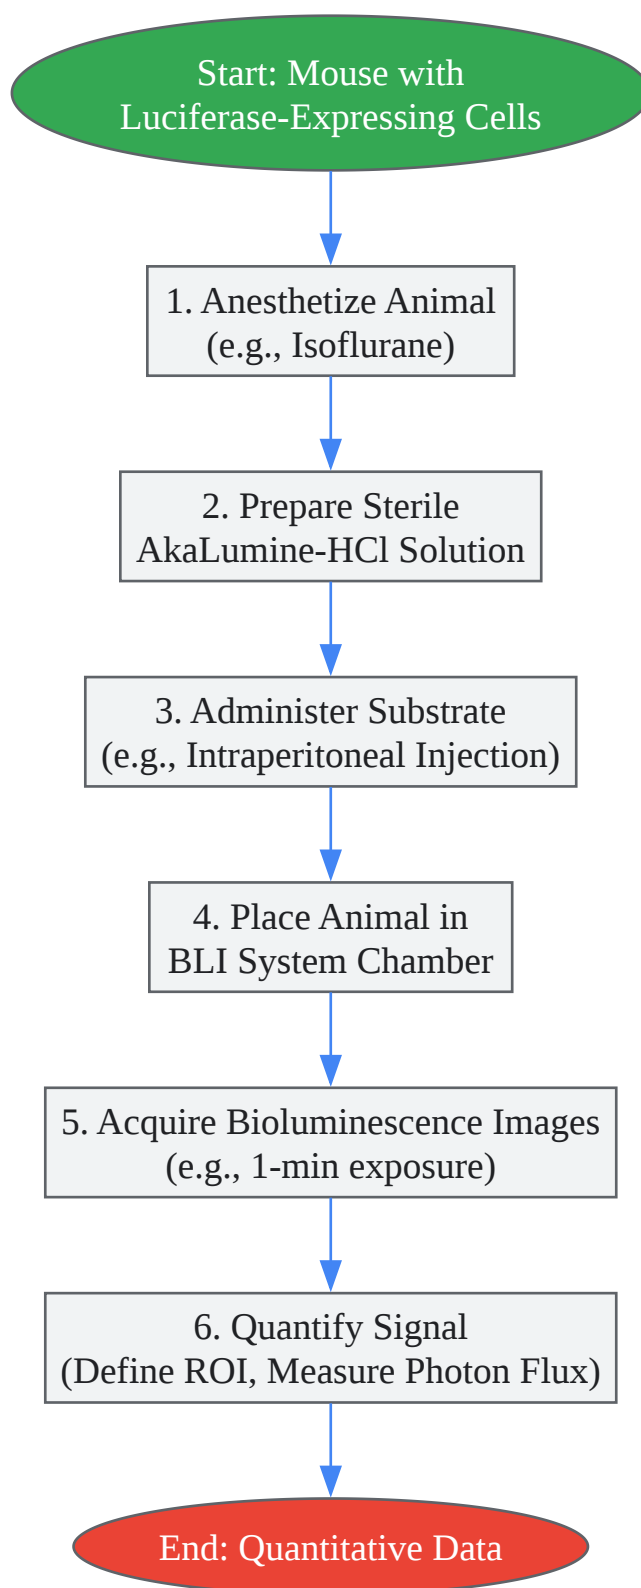 Start: Mouse with
Luciferase-Expressing Cells
1. Anesthetize Animal
(e.g., Isoflurane)
2. Prepare Sterile
AkaLumine-HCl Solution
3. Administer Substrate
(e.g., Intraperitoneal Injection)
4. Place Animal in
BLI System Chamber
5. Acquire Bioluminescence Images
(e.g., 1-min exposure)
6. Quantify Signal
(Define ROI, Measure Photon Flux)
End: Quantitative Data